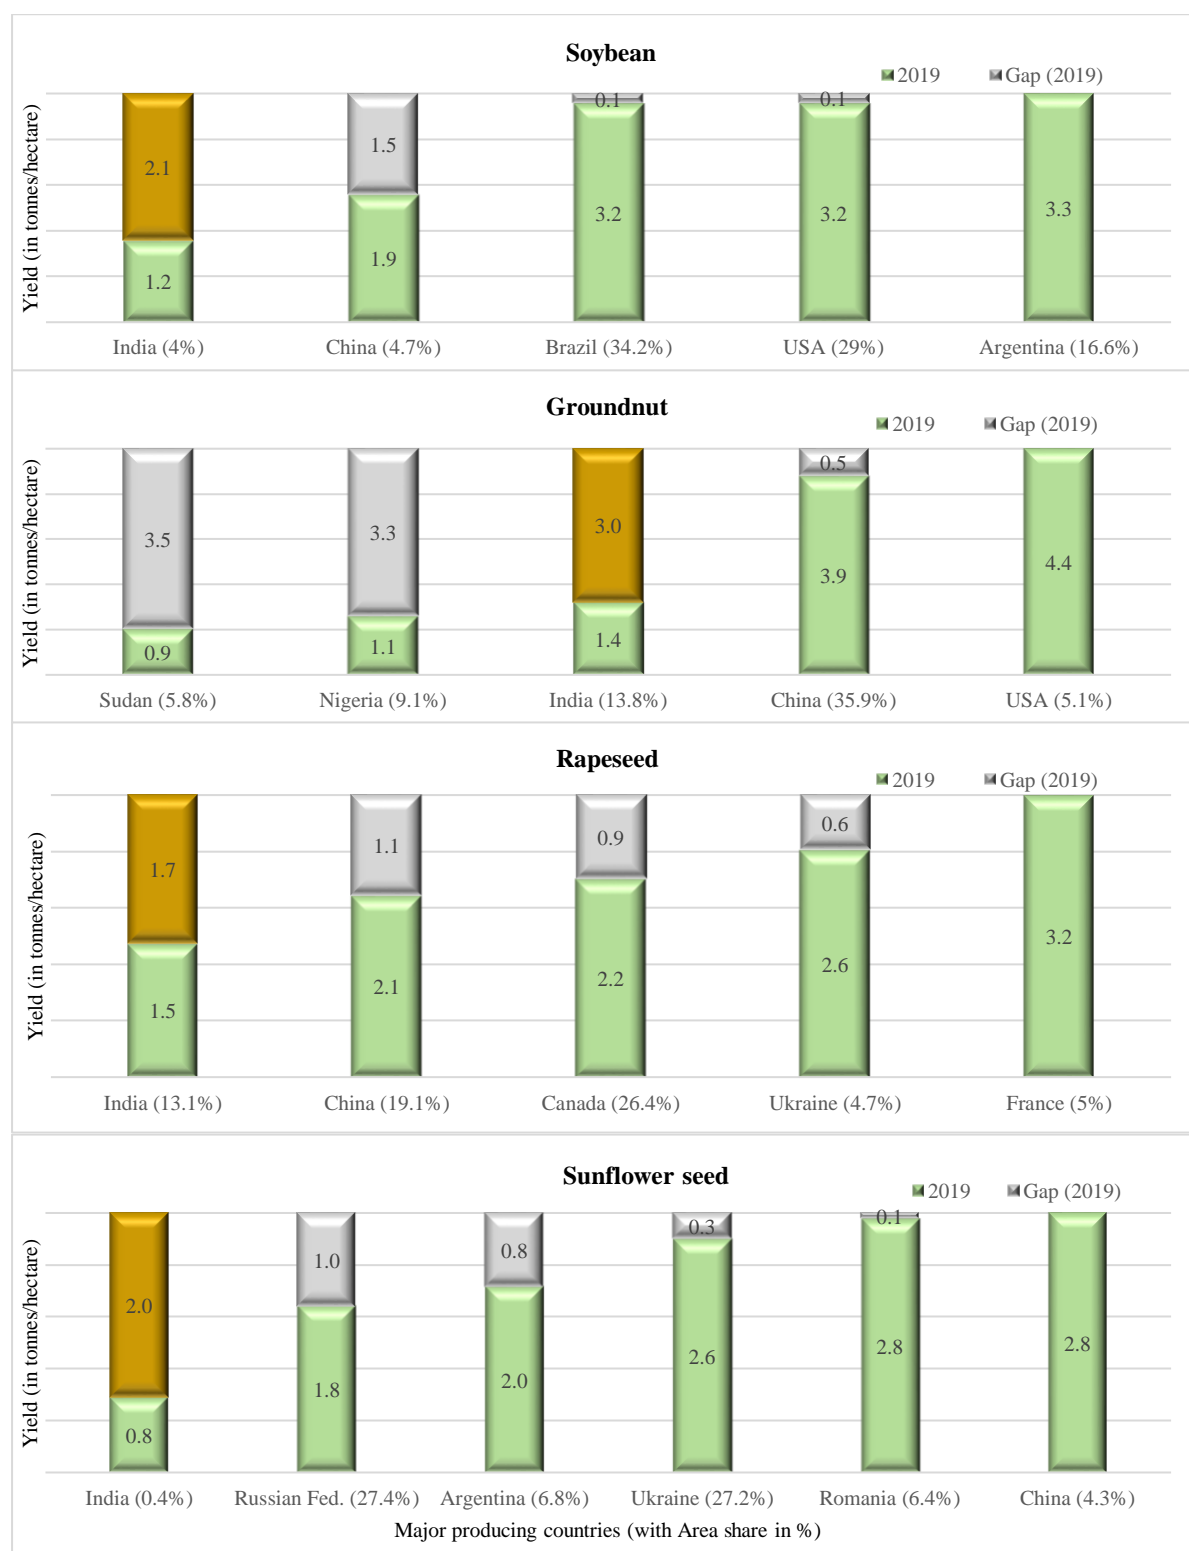 Soybean
2019 Gap (2019)
Yield (in tonnes/hectare)
2.1 1.5 0.1 0.1
1.2 1.9 3.2 3.2 3.3
India (4%) China (4.7%) Brazil (34.2%) USA (29%) Argentina (16.6%)
Groundnut
2019 Gap (2019)
Yield (in tonnes/hectare)
3.5 3.3 3.0 0.5
0.9 1.1 1.4 3.9 4.4
Sudan (5.8%) Nigeria (9.1%) India (13.8%) China (35.9%) USA (5.1%)
Rapeseed
2019 Gap (2019)
Yield (in tonnes/hectare)
1.7 1.1 0.9 0.6
1.5 2.1 2.2 2.6 3.2
India (13.1%) China (19.1%) Canada (26.4%) Ukraine (4.7%) France (5%)
Sunflower seed
2019 Gap (2019)
Yield (in tonnes/hectare)
2.0 1.0 0.8 0.3 0.1
0.8 1.8 2.0 2.6 2.8 2.8
India (0.4%) Russian Fed. (27.4%) Argentina (6.8%) Ukraine (27.2%) Romania (6.4%) China (4.3%)
Major producing countries (with Area share in %)